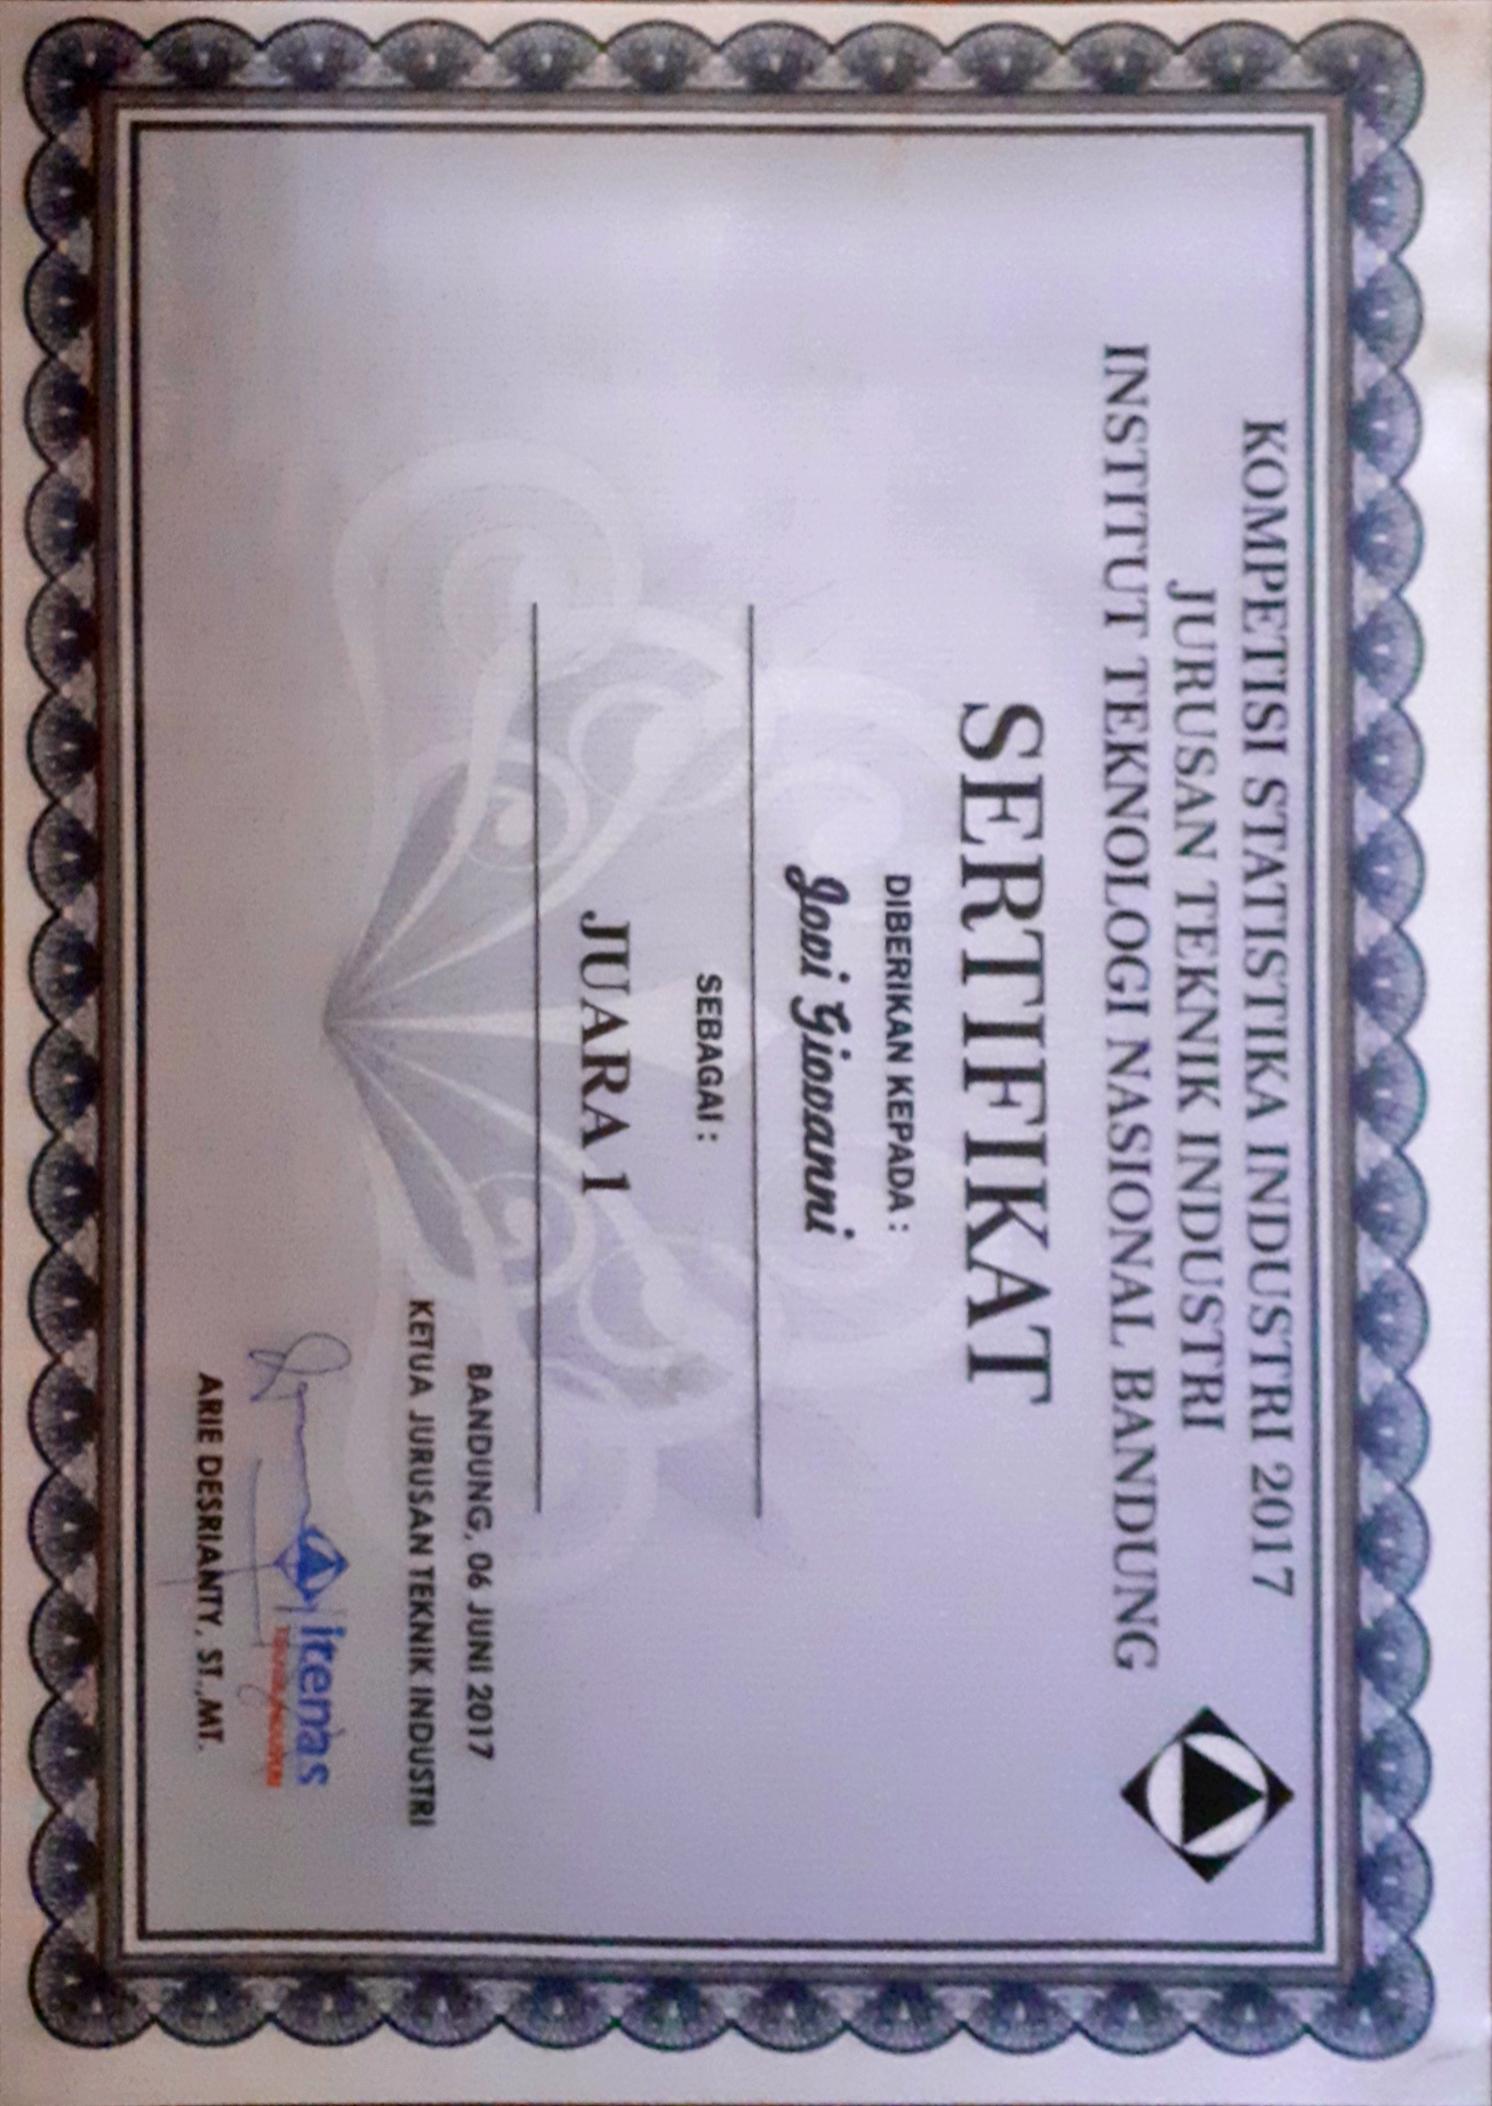 KOMPETISI STATISTIKA INDUSTRI 2017
JURUSAN TEKNIK INDUSTRI
INSTITUT TEKNOLOGI NASIONAL BANDUNG
SERTIFIKAT
DIBERIKAN KEPADA :
Jovi Giovanni
SEBAGAI :
JUARA 1
BANDUNG, 06 JUNI 2017
KETUA JURUSAN TEKNIK INDUSTRI
itenas
ARIE DESRIANTY, ST.,MT.